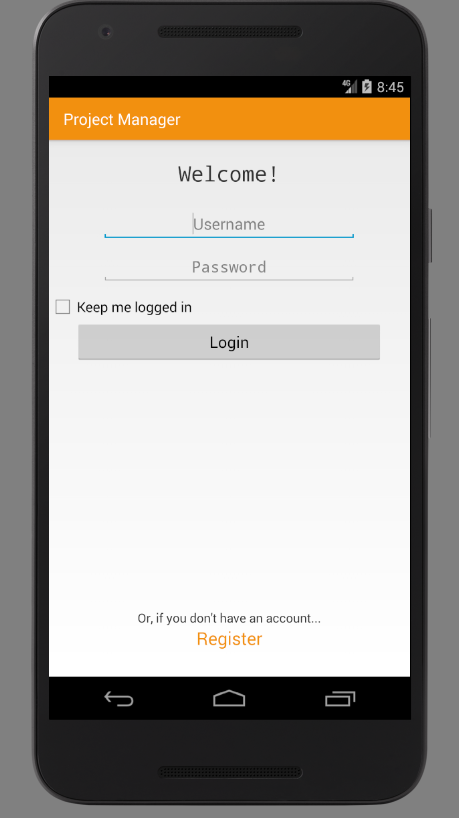 4G 8:45
Project Manager
Welcome!
Username
Password
Keep me logged in
Login
Or, if you don't have an account...
Register